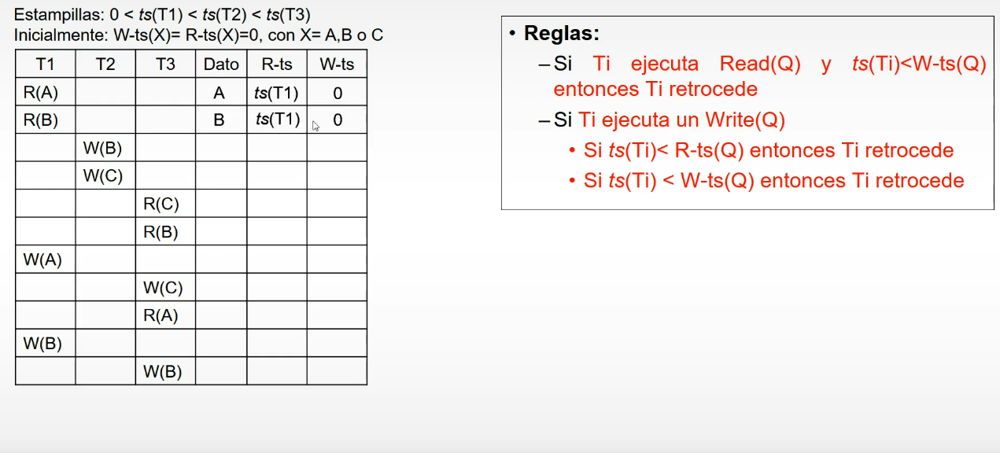 Estampillas: 0 < ts(T1) < ts(T2) < ts(T3)
Inicialmente: W-ts(X)= R-ts(X)=0, con X= A,B o C
T1 T2 T3 Dato R-ts W-ts
R(A) A ts(T1) 0
R(B) B ts(T1) 0
W(B)
W(C)
R(C)
R(B)
W(A)
W(C)
R(A)
W(B)
W(B)
• Reglas:
–Si Ti ejecuta Read(Q) y ts(Ti)<W-ts(Q)
entonces Ti retrocede
–Si Ti ejecuta un Write(Q)
• Si ts(Ti)< R-ts(Q) entonces Ti retrocede
• Si ts(Ti) < W-ts(Q) entonces Ti retrocede